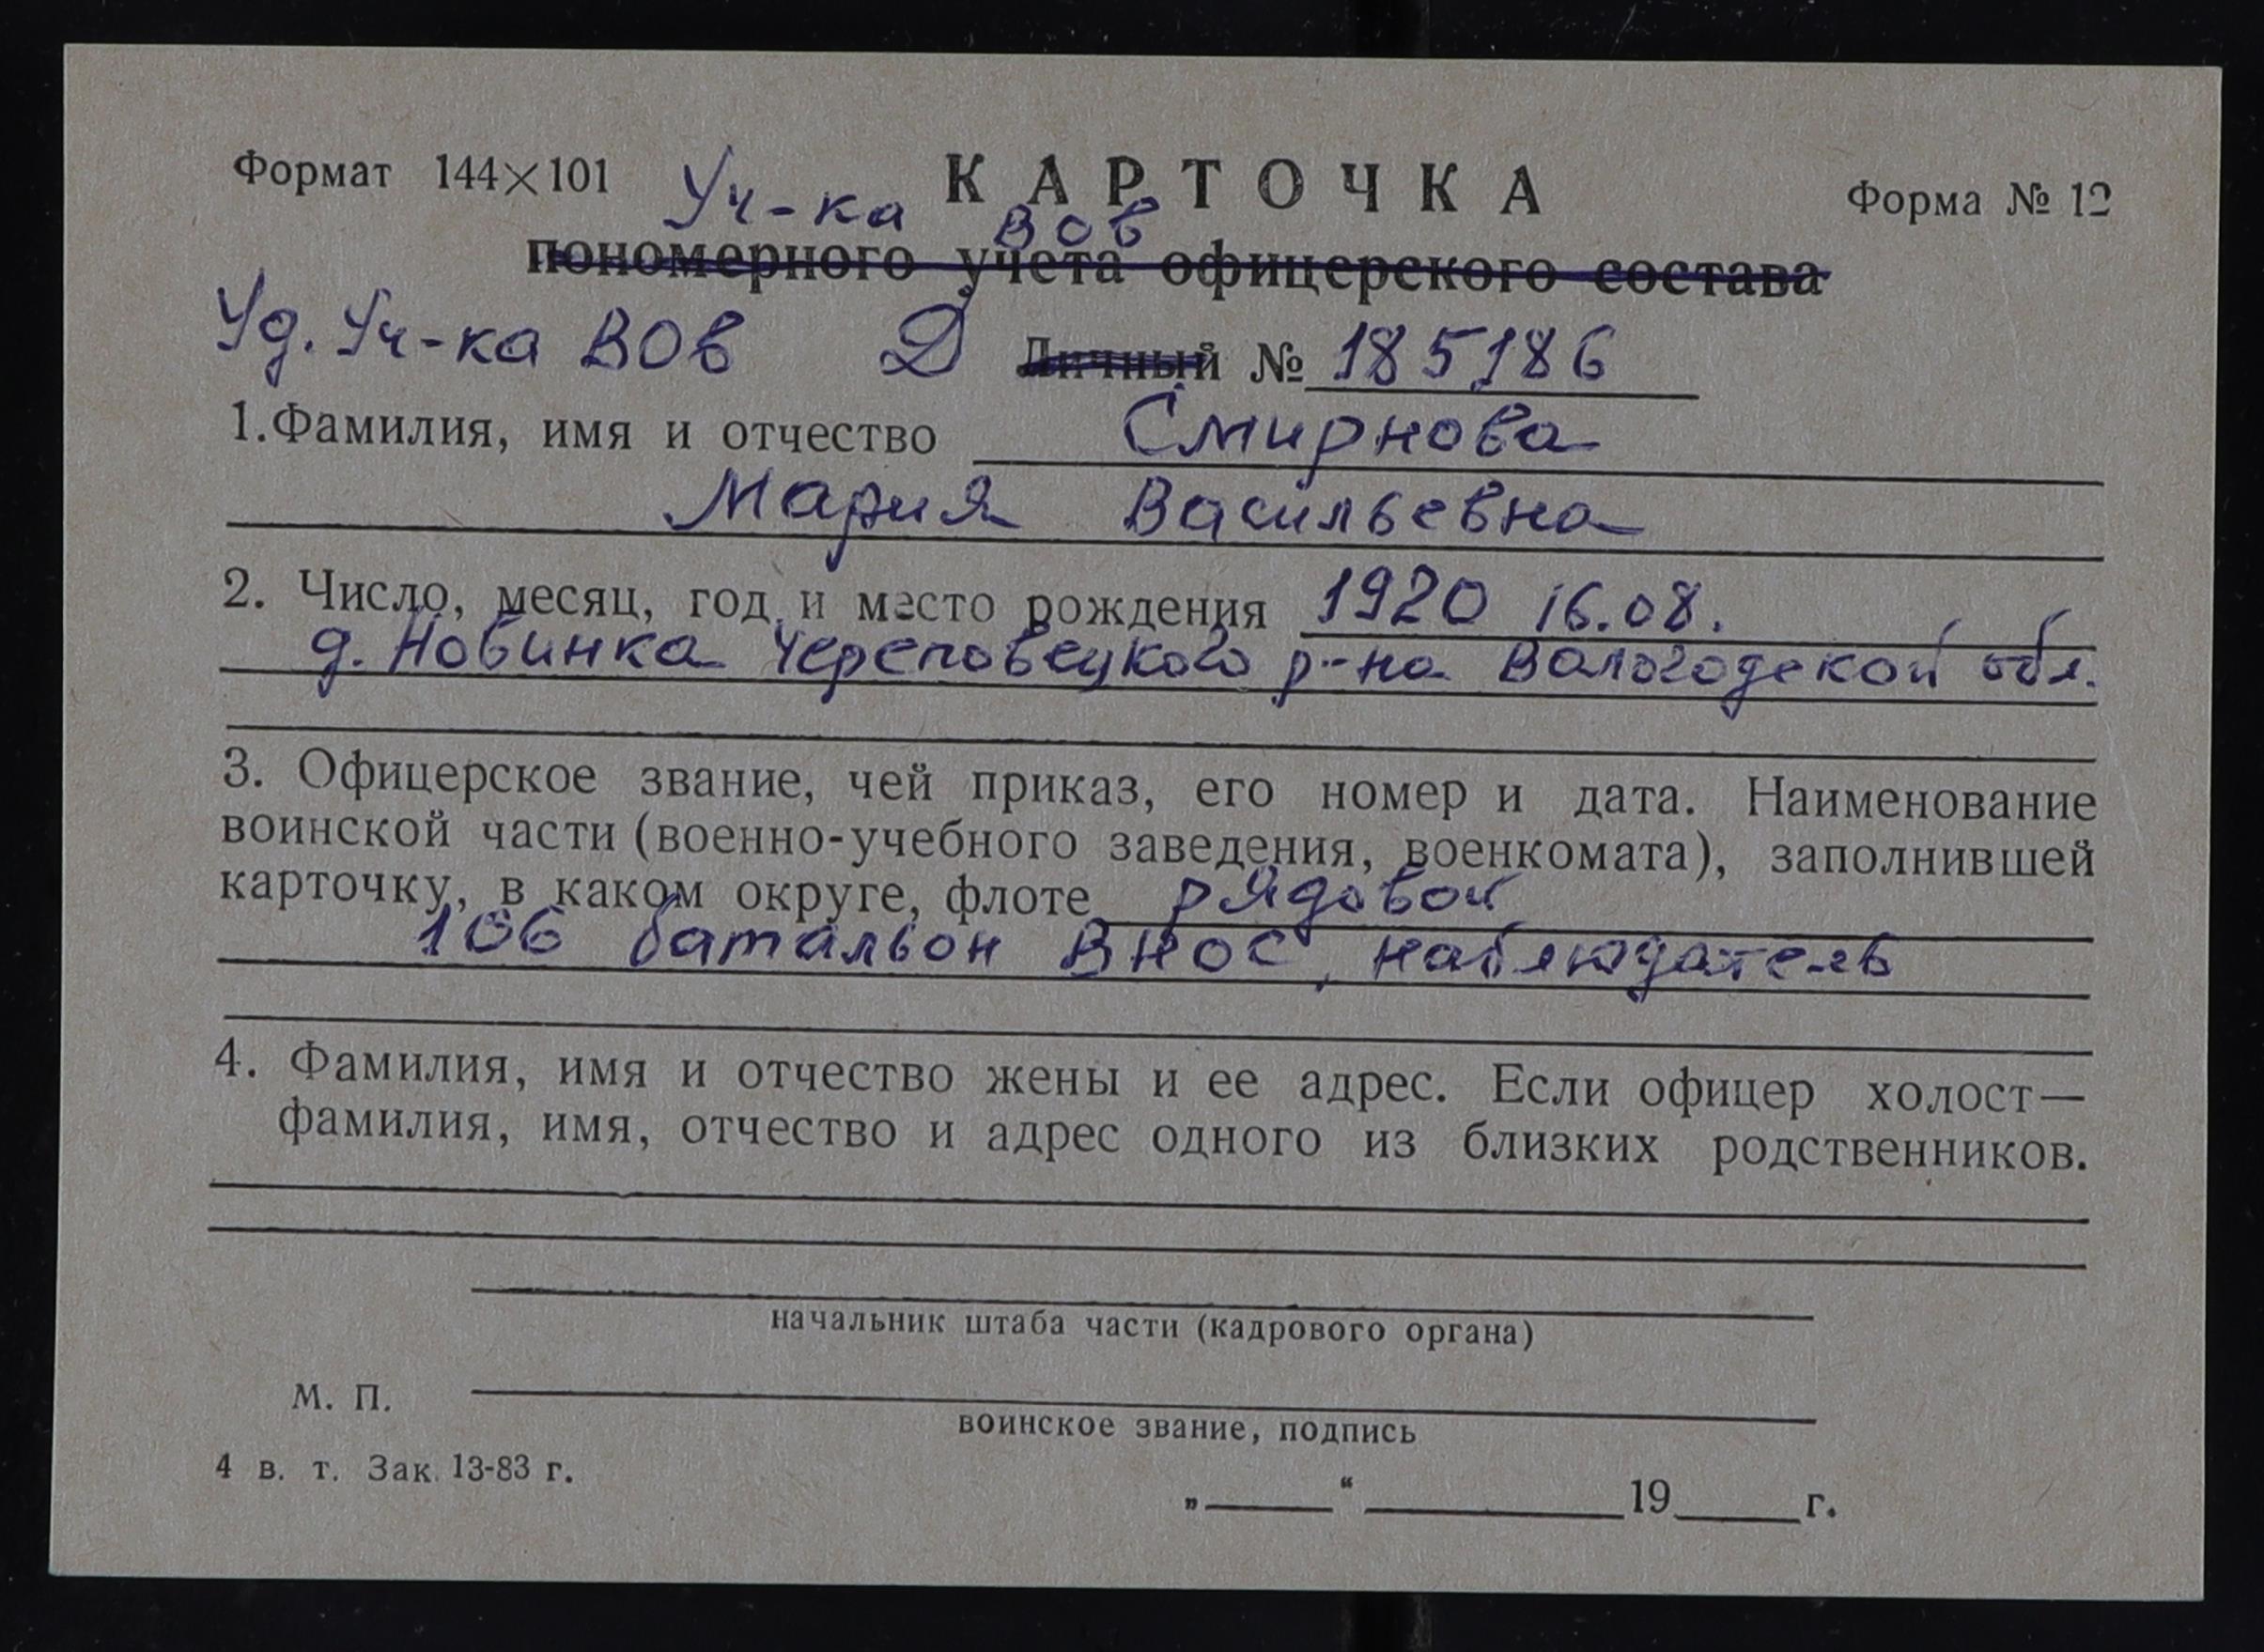 Формат 144×101 Уч-ка К А Р Т О Ч К А Форма № 12
ВОв
пономерного учета офицерского состава
Уд. Уч-ка ВОв Д Личный № 185186
1.Фамилия, имя и отчество Смирнова
Мария Васильевна
2. Число, месяц, год и место рождения 1920 16.08.
д. Новинка Череповецкого р-на Вологодской обл.
3. Офицерское звание, чей приказ, его номер и дата. Наименование
воинской части (военно-учебного заведения, военкомата), заполнившей
карточку, в каком округе, флоте рядовой
106 батальон ВНОС, наблюдатель
4. Фамилия, имя и отчество жены и ее адрес. Если офицер холост—
фамилия, имя, отчество и адрес одного из близких родственников.
начальник штаба части (кадрового органа)
М. П.
воинское звание, подпись
4 в. т. Зак. 13-83 г.
„ “ 19 г.